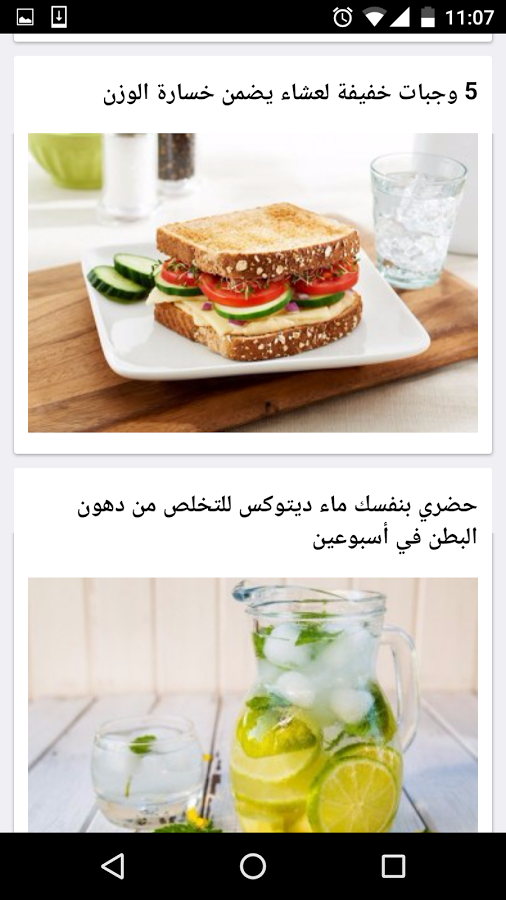 11:07
5 وجبات خفيفة لعشاء يضمن خسارة الوزن
حضري بنفسك ماء ديتوكس للتخلص من دهون
البطن في أسبوعين